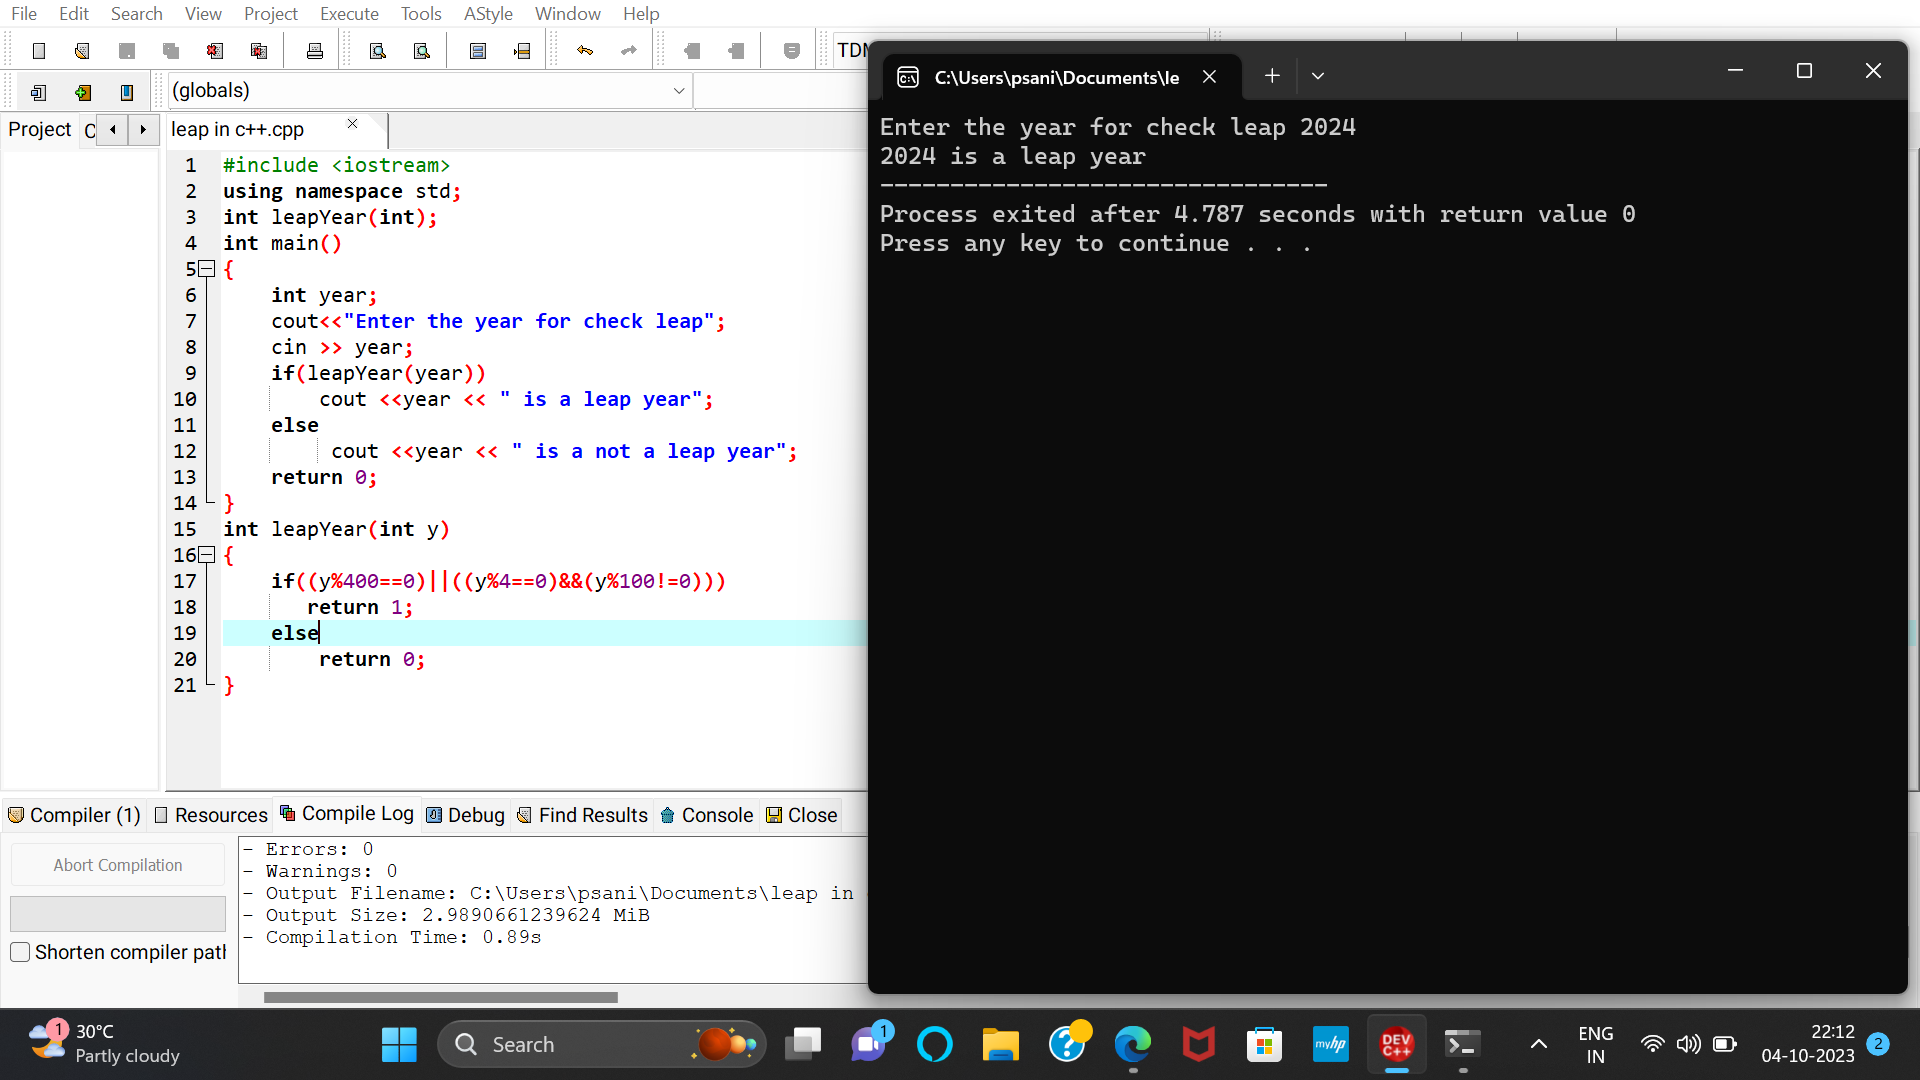 File Edit Search View Project Execute Tools AStyle Window Help
(globals)
Project
leap in c++.cpp
1 #include <iostream>
2 using namespace std;
3 int leapYear(int);
4 int main()
5 {
6 int year;
7 cout<<"Enter the year for check leap";
8 cin >> year;
9 if(leapYear(year))
10 cout <<year << " is a leap year";
11 else
12 cout <<year << " is a not a leap year";
13 return 0;
14 }
15 int leapYear(int y)
16 {
17 if((y%400==0)||((y%4==0)&&(y%100!=0)))
18 return 1;
19 else
20 return 0;
21 }
C:\Users\psani\Documents\le
Enter the year for check leap 2024
2024 is a leap year
--------------------------------
Process exited after 4.787 seconds with return value 0
Press any key to continue . . .
Compiler (1) Resources Compile Log Debug Find Results Console Close
Abort Compilation
Shorten compiler path
- Errors: 0
- Warnings: 0
- Output Filename: C:\Users\psani\Documents\leap in
- Output Size: 2.9890661239624 MiB
- Compilation Time: 0.89s
1
30°C
Partly cloudy
Search
1
myhp
DEV
C++
ENG
IN
22:12
04-10-2023
2